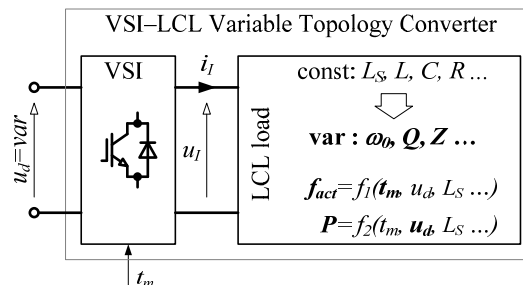 VSI–LCL Variable Topology Converter
VSI
i_I
u_d=var
u_I
LCL load
const: L_S, L, C, R ...
var : ω_0, Q, Z ...
f_act=f_1(t_m, u_d, L_S ...)
P=f_2(t_m, u_d, L_S ...)
t_m